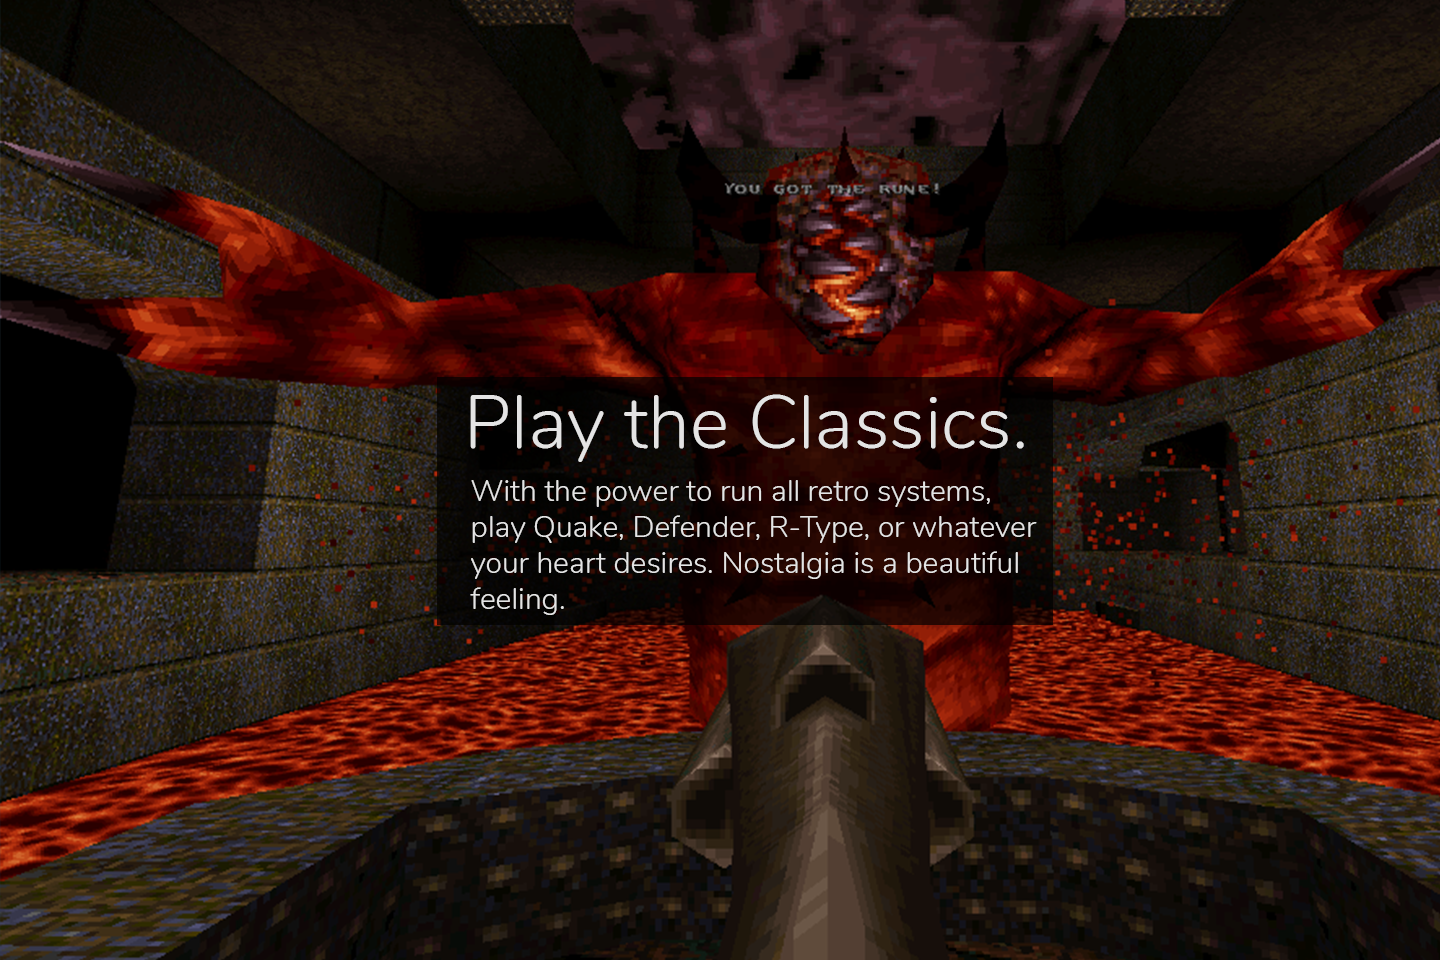 YOU GOT THE RUNE!
Play the Classics.
With the power to run all retro systems,
play Quake, Defender, R-Type, or whatever
your heart desires. Nostalgia is a beautiful
feeling.